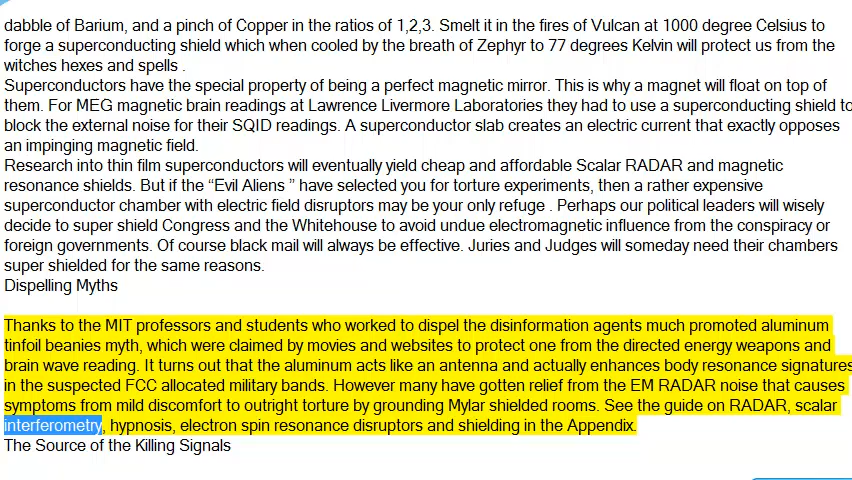 dabble of Barium, and a pinch of Copper in the ratios of 1,2,3. Smelt it in the fires of Vulcan at 1000 degree Celsius to
forge a superconducting shield which when cooled by the breath of Zephyr to 77 degrees Kelvin will protect us from the
witches hexes and spells .
Superconductors have the special property of being a perfect magnetic mirror. This is why a magnet will float on top of
them. For MEG magnetic brain readings at Lawrence Livermore Laboratories they had to use a superconducting shield to
block the external noise for their SQID readings. A superconductor slab creates an electric current that exactly opposes
an impinging magnetic field.
Research into thin film superconductors will eventually yield cheap and affordable Scalar RADAR and magnetic
resonance shields. But if the “Evil Aliens ” have selected you for torture experiments, then a rather expensive
superconductor chamber with electric field disruptors may be your only refuge . Perhaps our political leaders will wisely
decide to super shield Congress and the Whitehouse to avoid undue electromagnetic influence from the conspiracy or
foreign governments. Of course black mail will always be effective. Juries and Judges will someday need their chambers
super shielded for the same reasons.
Dispelling Myths
Thanks to the MIT professors and students who worked to dispel the disinformation agents much promoted aluminum
tinfoil beanies myth, which were claimed by movies and websites to protect one from the directed energy weapons and
brain wave reading. It turns out that the aluminum acts like an antenna and actually enhances body resonance signatures
in the suspected FCC allocated military bands. However many have gotten relief from the EM RADAR noise that causes
symptoms from mild discomfort to outright torture by grounding Mylar shielded rooms. See the guide on RADAR, scalar
interferometry, hypnosis, electron spin resonance disruptors and shielding in the Appendix.
The Source of the Killing Signals